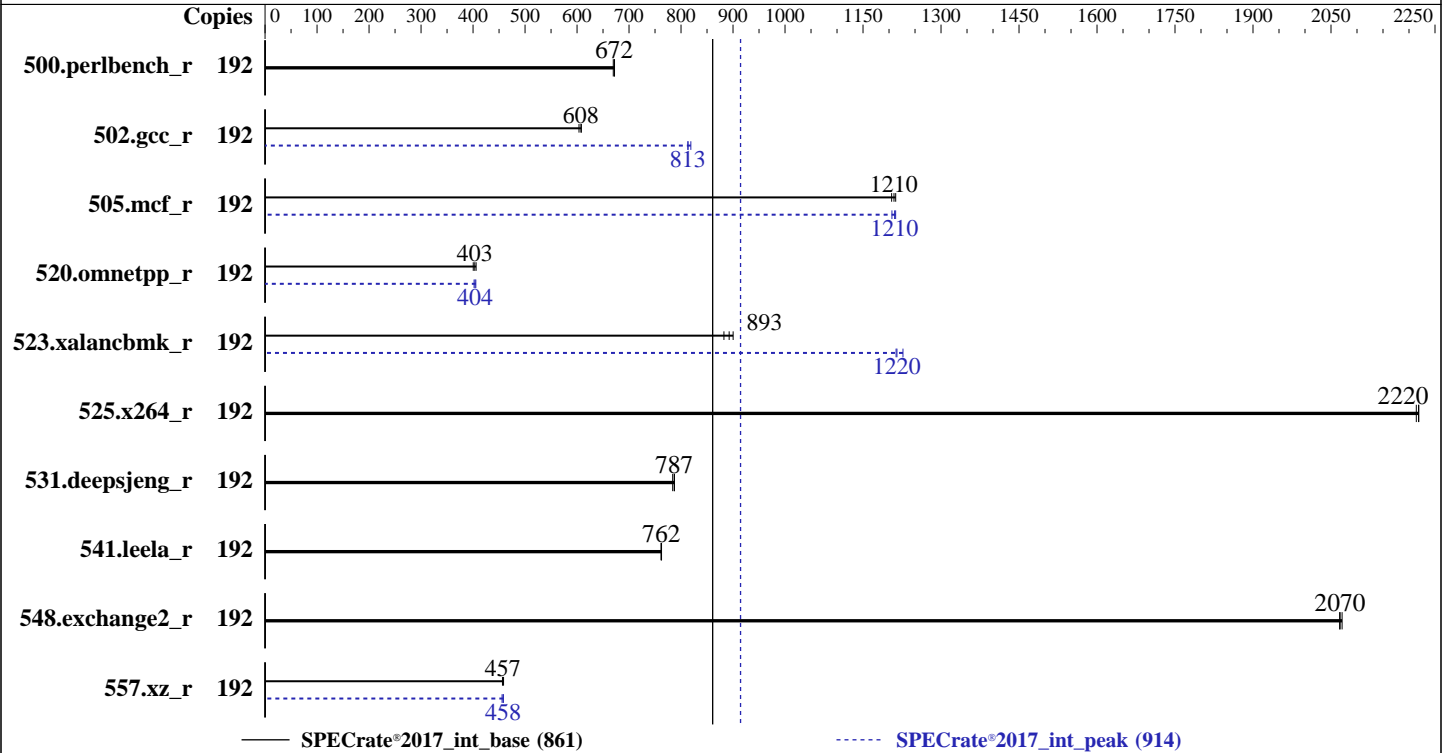 Copies 0 100 200 300 400 500 600 700 800 900 1000 1150 1300 1450 1600 1750 1900 2050 2250
672
500.perlbench_r 192
608
502.gcc_r 192
813
1210
505.mcf_r 192
1210
403
520.omnetpp_r 192
404
893
523.xalancbmk_r 192
1220
2220
525.x264_r 192
787
531.deepsjeng_r 192
762
541.leela_r 192
2070
548.exchange2_r 192
457
557.xz_r 192
458
SPECrate®2017_int_base (861) SPECrate®2017_int_peak (914)